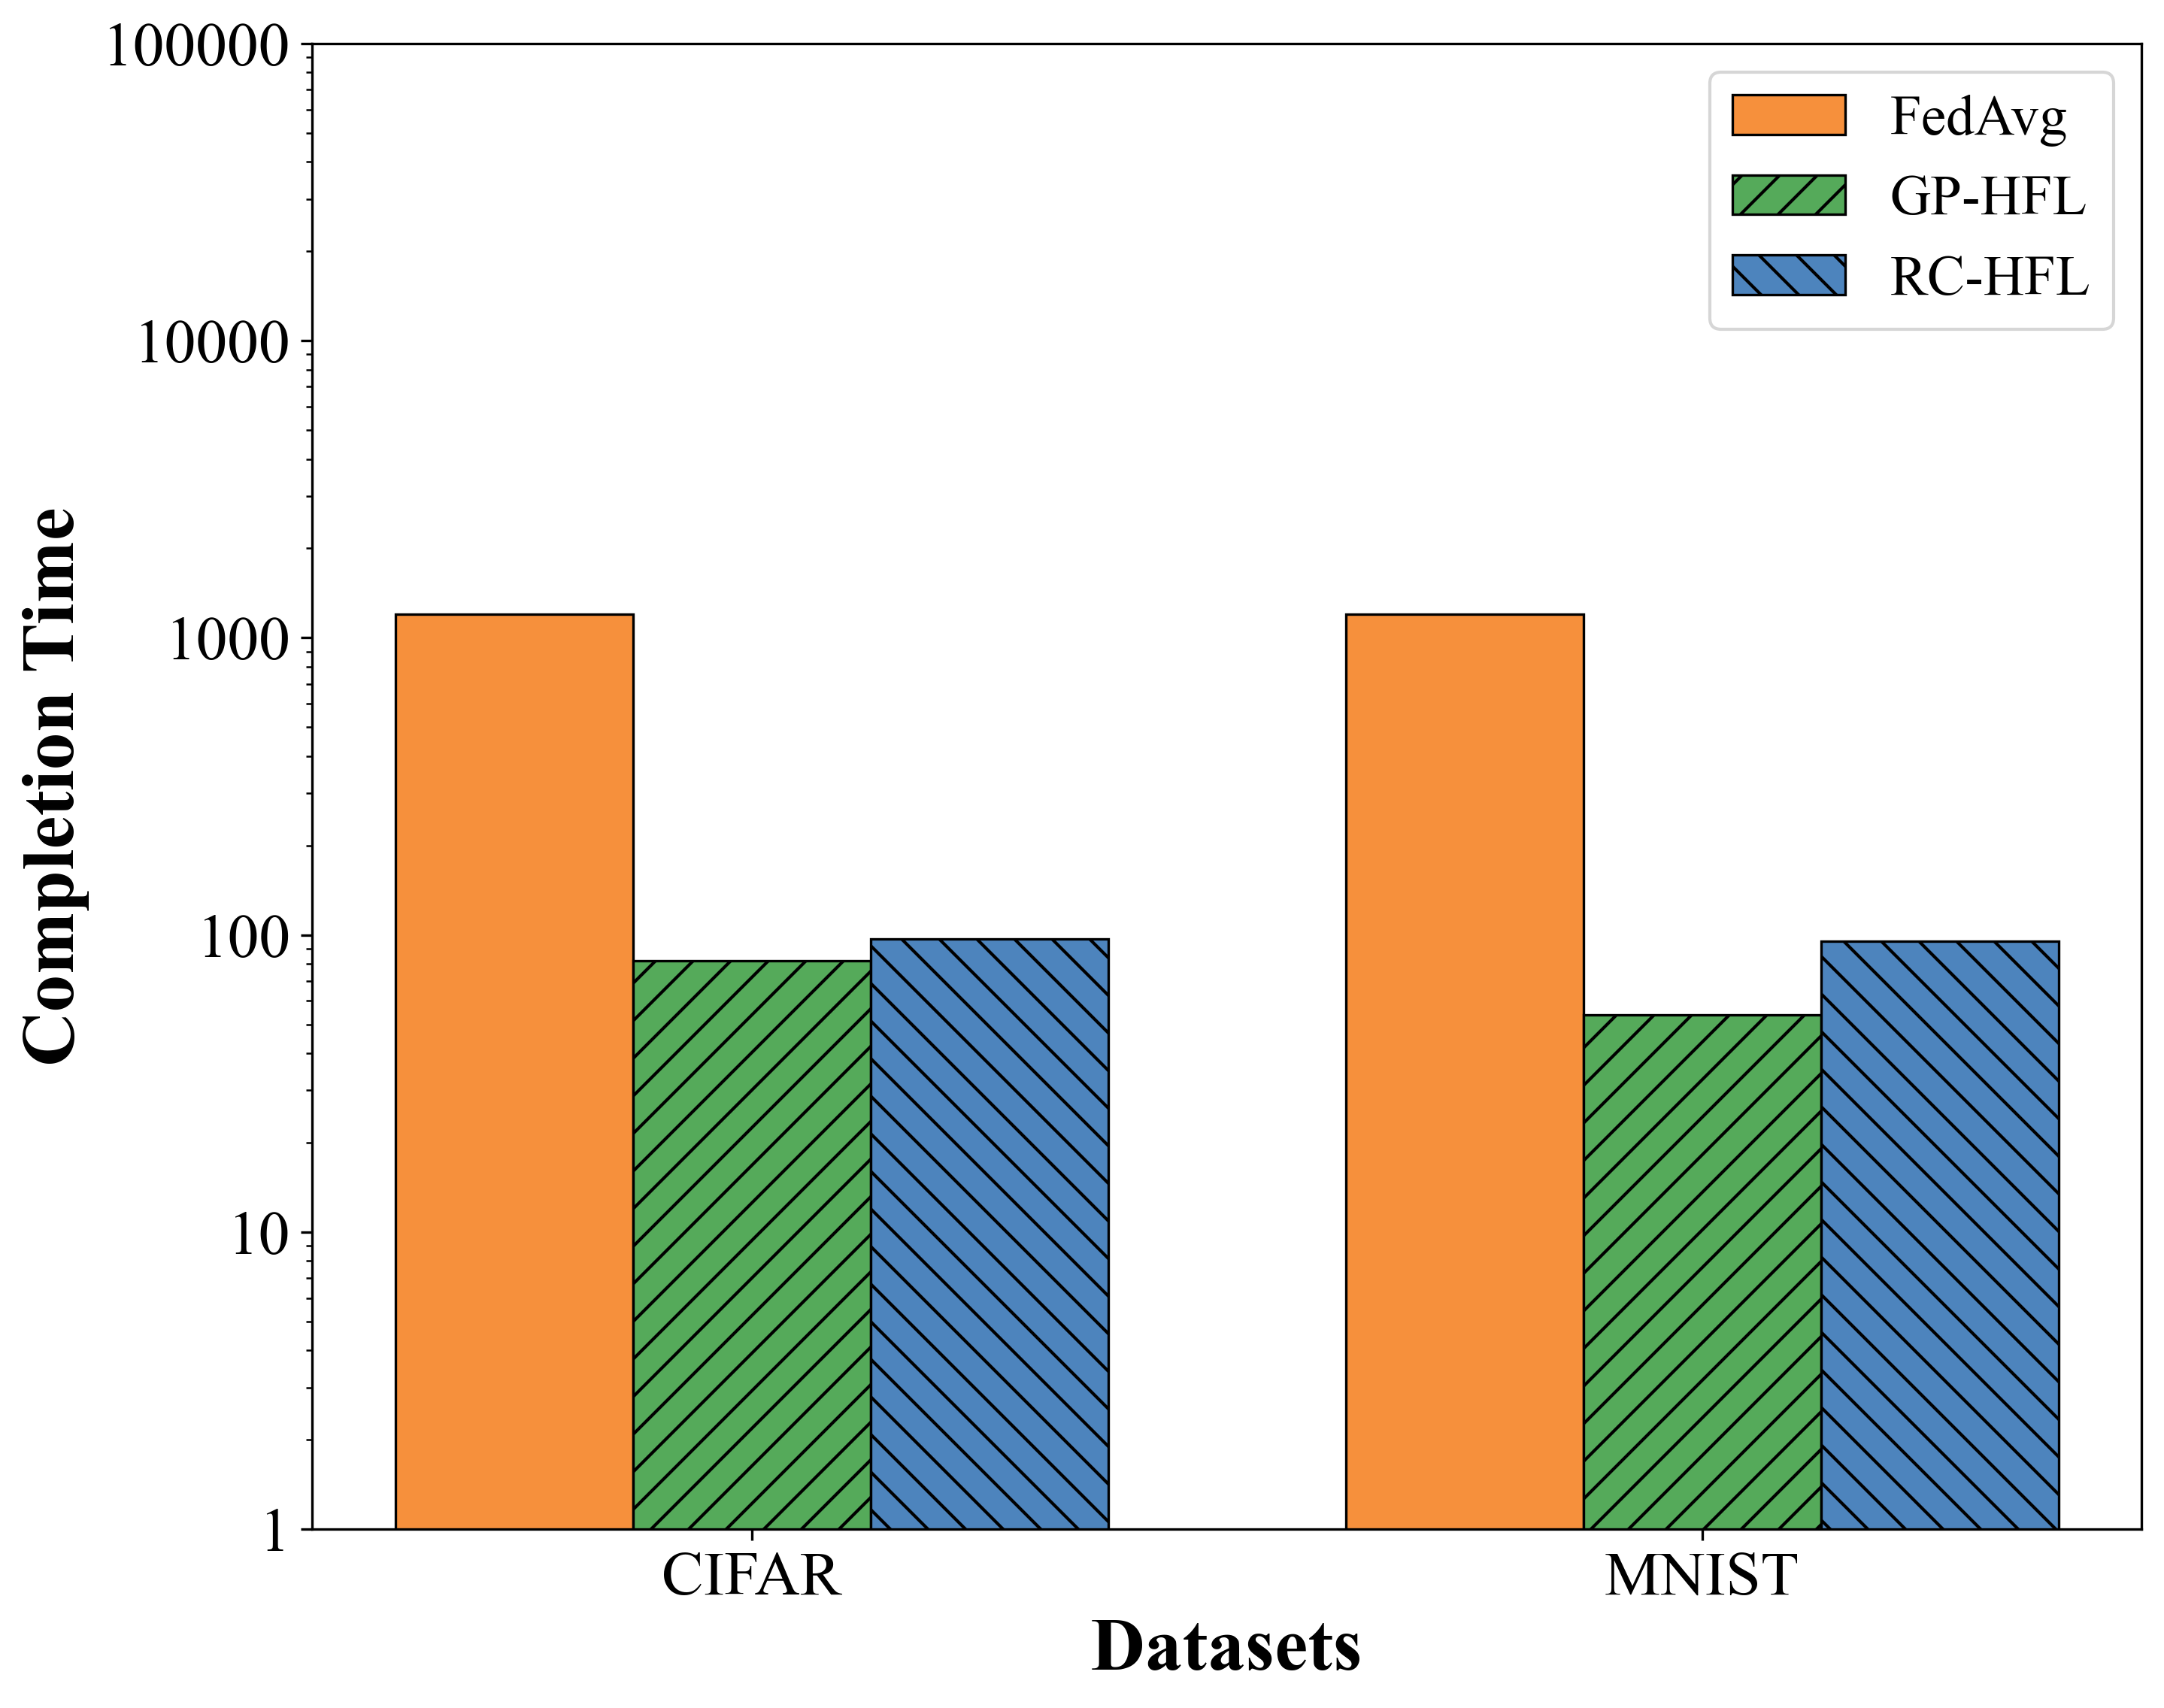 100000
10000
1000
100
10
1
Completion Time
FedAvg
GP-HFL
RC-HFL
CIFAR
MNIST
Datasets